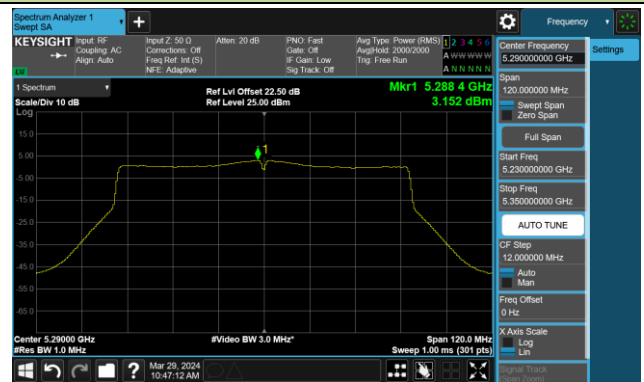 Spectrum Analyzer 1
Swept SA
+
Frequency
KEYSIGHT
Input: RF
Coupling: AC
Align: Auto
Input Z: 50 Ω
Corrections: Off
Freq Ref: Int (S)
NFE: Adaptive
Atten: 20 dB
PNO: Fast
Gate: Off
IF Gain: Low
Sig Track: Off
Avg Type: Power (RMS)
Avg|Hold: 2000/2000
Trig: Free Run
1 2 3 4 5 6
A W W W W W
A N N N N N
LW
1 Spectrum
Scale/Div 10 dB
Log
Ref Lvl Offset 22.50 dB
Ref Level 25.00 dBm
Mkr1 5.288 4 GHz
3.152 dBm
15.0
5.00
-5.00
-15.0
-25.0
-35.0
-45.0
-55.0
-65.0
1
Center 5.29000 GHz
#Res BW 1.0 MHz
#Video BW 3.0 MHz*
Span 120.0 MHz
Sweep 1.00 ms (301 pts)
Mar 29, 2024
10:47:12 AM
?
Center Frequency
5.290000000 GHz
Span
120.000000 MHz
Swept Span
Zero Span
Full Span
Start Freq
5.230000000 GHz
Stop Freq
5.350000000 GHz
AUTO TUNE
CF Step
12.000000 MHz
Auto
Man
Freq Offset
0 Hz
X Axis Scale
Log
Lin
Signal Track
(Span Zoom)
Settings